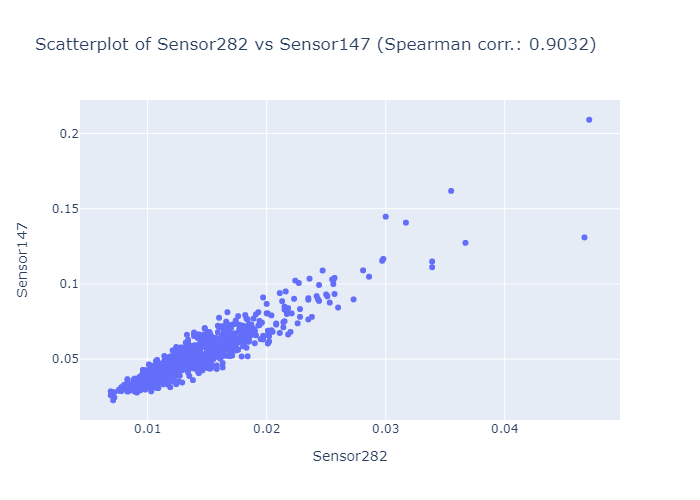 Scatterplot of Sensor282 vs Sensor147 (Spearman corr.: 0.9032)
0.2
0.15
0.1
0.05
Sensor147
0.01 0.02 0.03 0.04
Sensor282